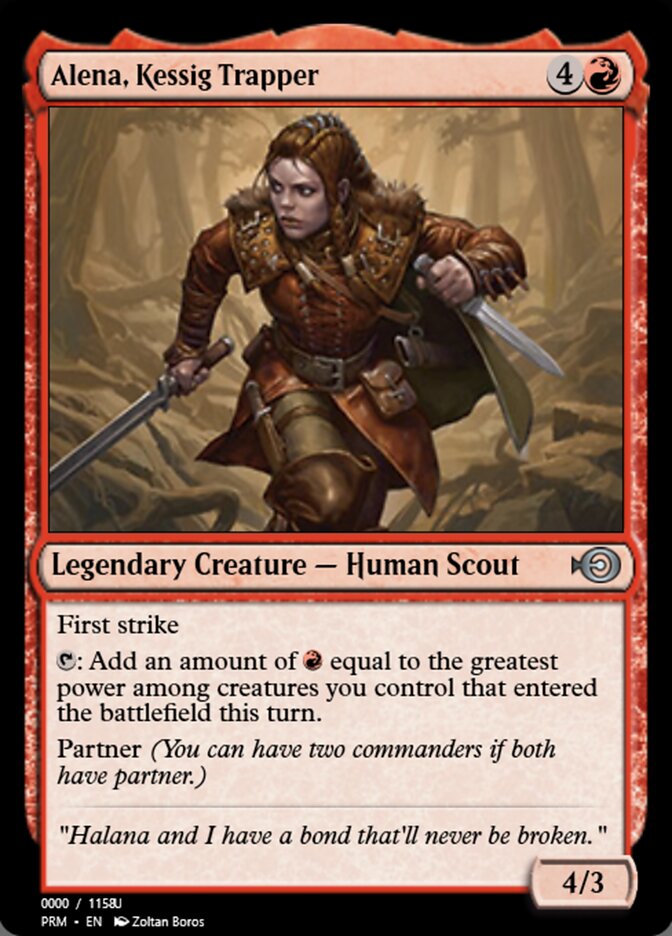 Alena, Kessig Trapper
4
Legendary Creature — Human Scout
First strike
: Add an amount of equal to the greatest
power among creatures you control that entered
the battlefield this turn.
Partner (You can have two commanders if both
have partner.)
"Halana and I have a bond that'll never be broken."
4/3
0000 / 1158U
PRM • EN Zoltan Boros